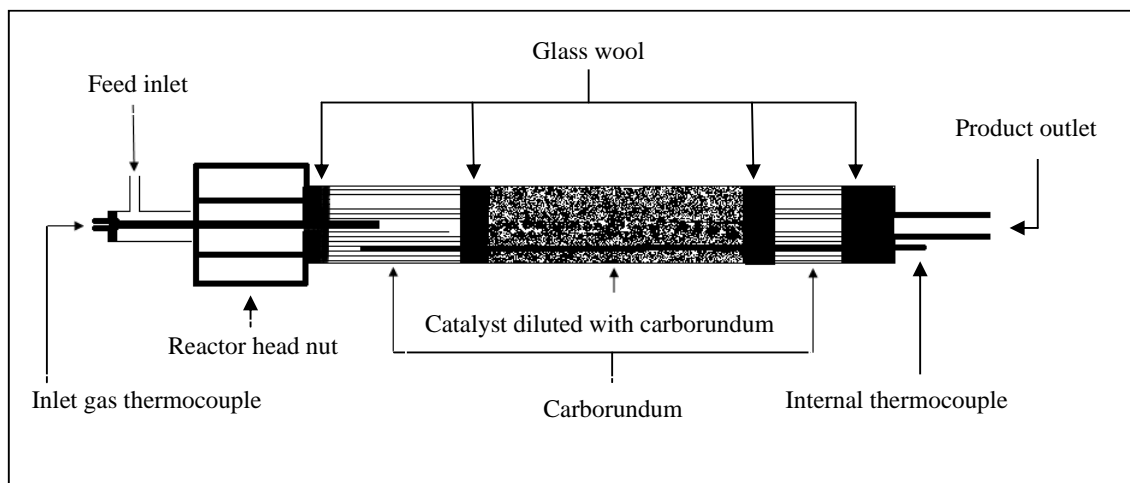 Glass wool
Feed inlet
Product outlet
Catalyst diluted with carborundum
Reactor head nut
Inlet gas thermocouple
Carborundum
Internal thermocouple